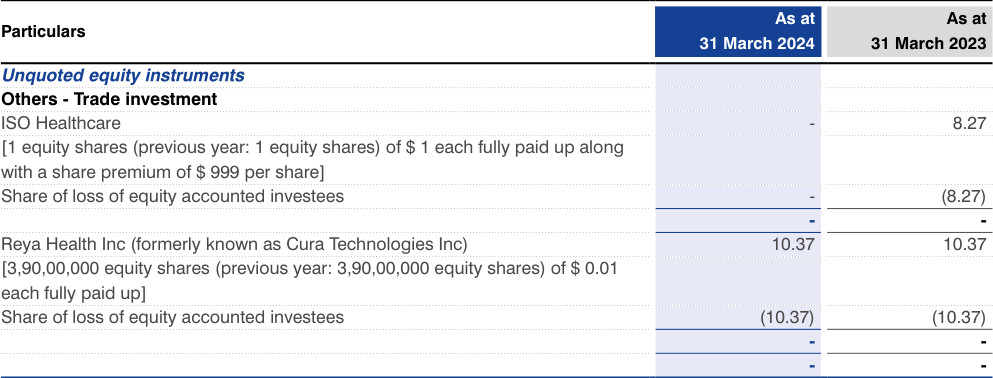 Particulars As at 31 March 2024 As at 31 March 2023
Unquoted equity instruments
Others - Trade investment
ISO Healthcare - 8.27
[1 equity shares (previous year: 1 equity shares) of $ 1 each fully paid up along
with a share premium of $ 999 per share]
Share of loss of equity accounted investees - (8.27)
- -
Reya Health Inc (formerly known as Cura Technologies Inc) 10.37 10.37
[3,90,00,000 equity shares (previous year: 3,90,00,000 equity shares) of $ 0.01
each fully paid up]
Share of loss of equity accounted investees (10.37) (10.37)
- -
- -